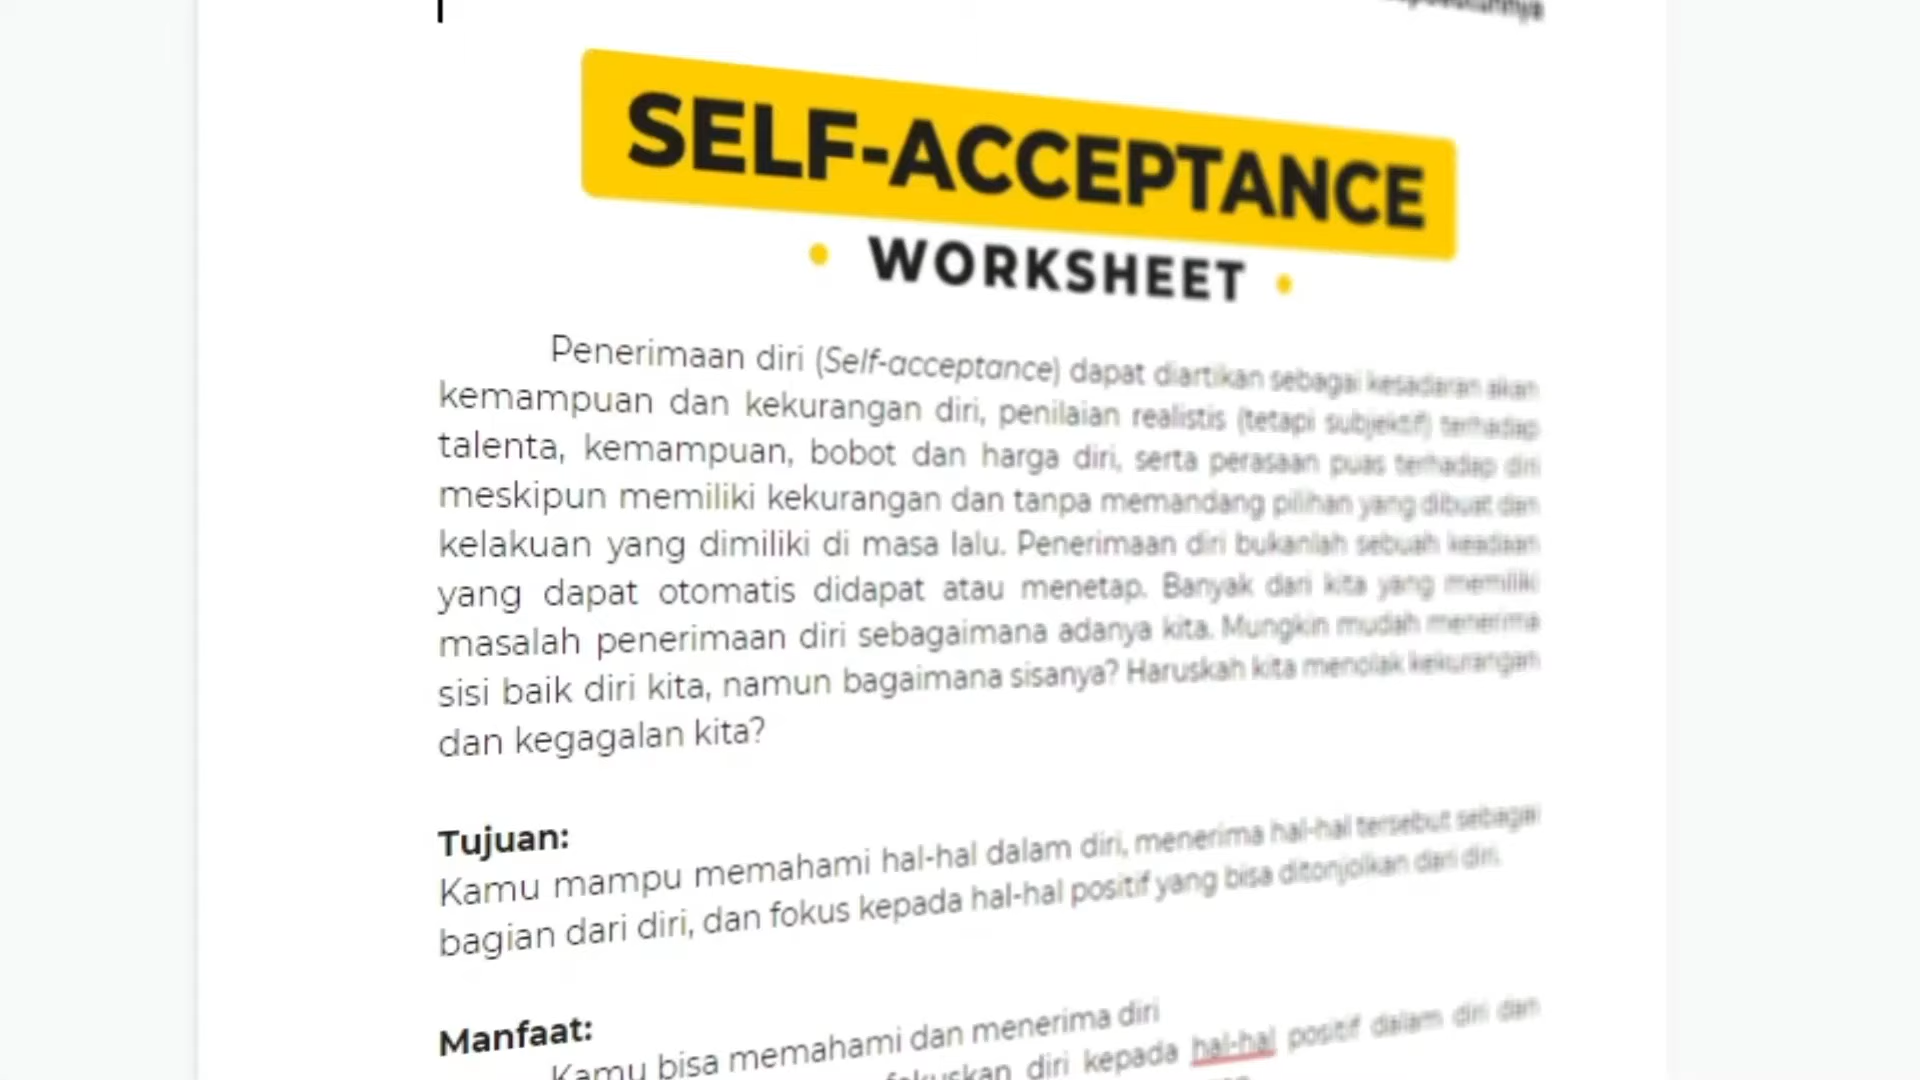 SELF-ACCEPTANCE
• WORKSHEET •
Penerimaan diri (Self-acceptance) dapat diartikan sebagai kesadaran akan
kemampuan dan kekurangan diri, penilaian realistis (tetapi subjektif) terhadap
talenta, kemampuan, bobot dan harga diri, serta perasaan puas terhadap diri
meskipun memiliki kekurangan dan tanpa memandang pilihan yang dibuat dan
kelakuan yang dimiliki di masa lalu. Penerimaan diri bukanlah sebuah keadaan
yang dapat otomatis didapat atau menetap. Banyak dari kita yang memiliki
masalah penerimaan diri sebagaimana adanya kita. Mungkin mudah menerima
sisi baik diri kita, namun bagaimana sisanya? Haruskah kita menolak kekurangan
dan kegagalan kita?
Tujuan:
Kamu mampu memahami hal-hal dalam diri, menerima hal-hal tersebut sebagai
bagian dari diri, dan fokus kepada hal-hal positif yang bisa ditonjolkan dari diri.
Manfaat:
Kamu bisa memahami dan menerima diri
diri kepada hal-hal positif dalam diri dan